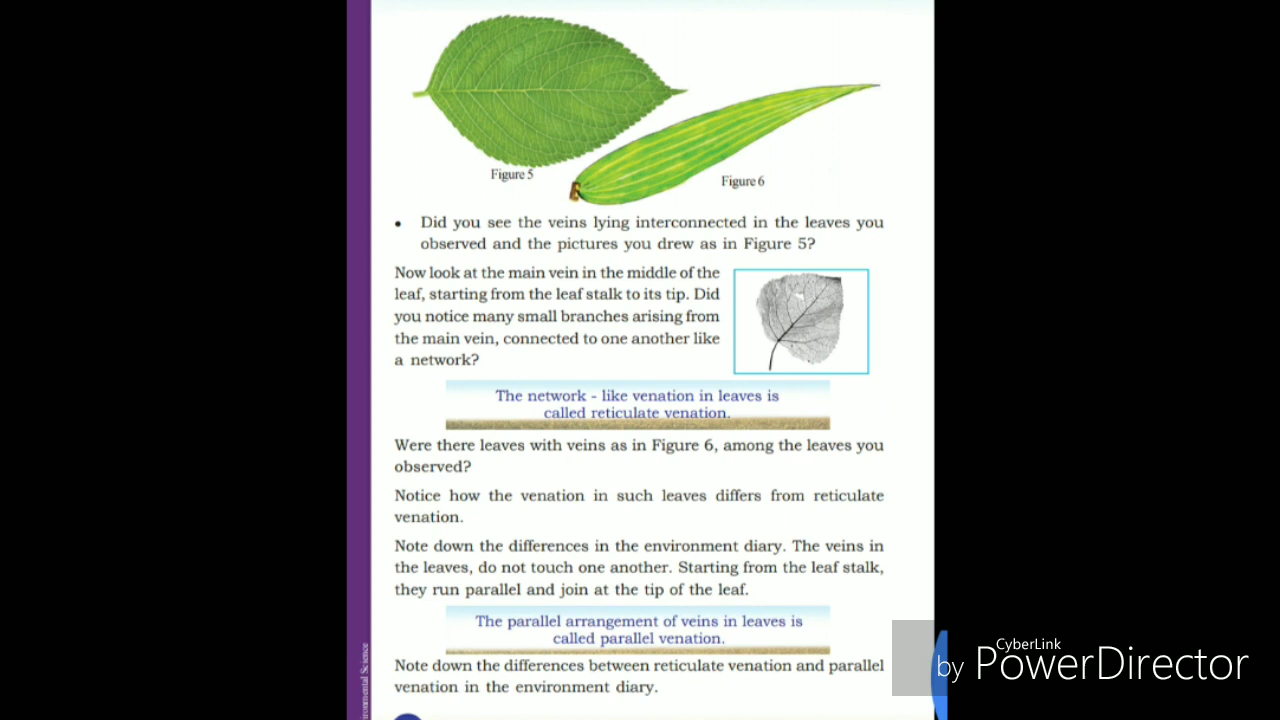 Figure 5
Figure 6
• Did you see the veins lying interconnected in the leaves you
observed and the pictures you drew as in Figure 5?
Now look at the main vein in the middle of the
leaf, starting from the leaf stalk to its tip. Did
you notice many small branches arising from
the main vein, connected to one another like
a network?
The network - like venation in leaves is
called reticulate venation.
Were there leaves with veins as in Figure 6, among the leaves you
observed?
Notice how the venation in such leaves differs from reticulate
venation.
Note down the differences in the environment diary. The veins in
the leaves, do not touch one another. Starting from the leaf stalk,
they run parallel and join at the tip of the leaf.
The parallel arrangement of veins in leaves is
called parallel venation.
Note down the differences between reticulate venation and parallel
venation in the environment diary.
ronmental Science
CyberLink
by PowerDirector